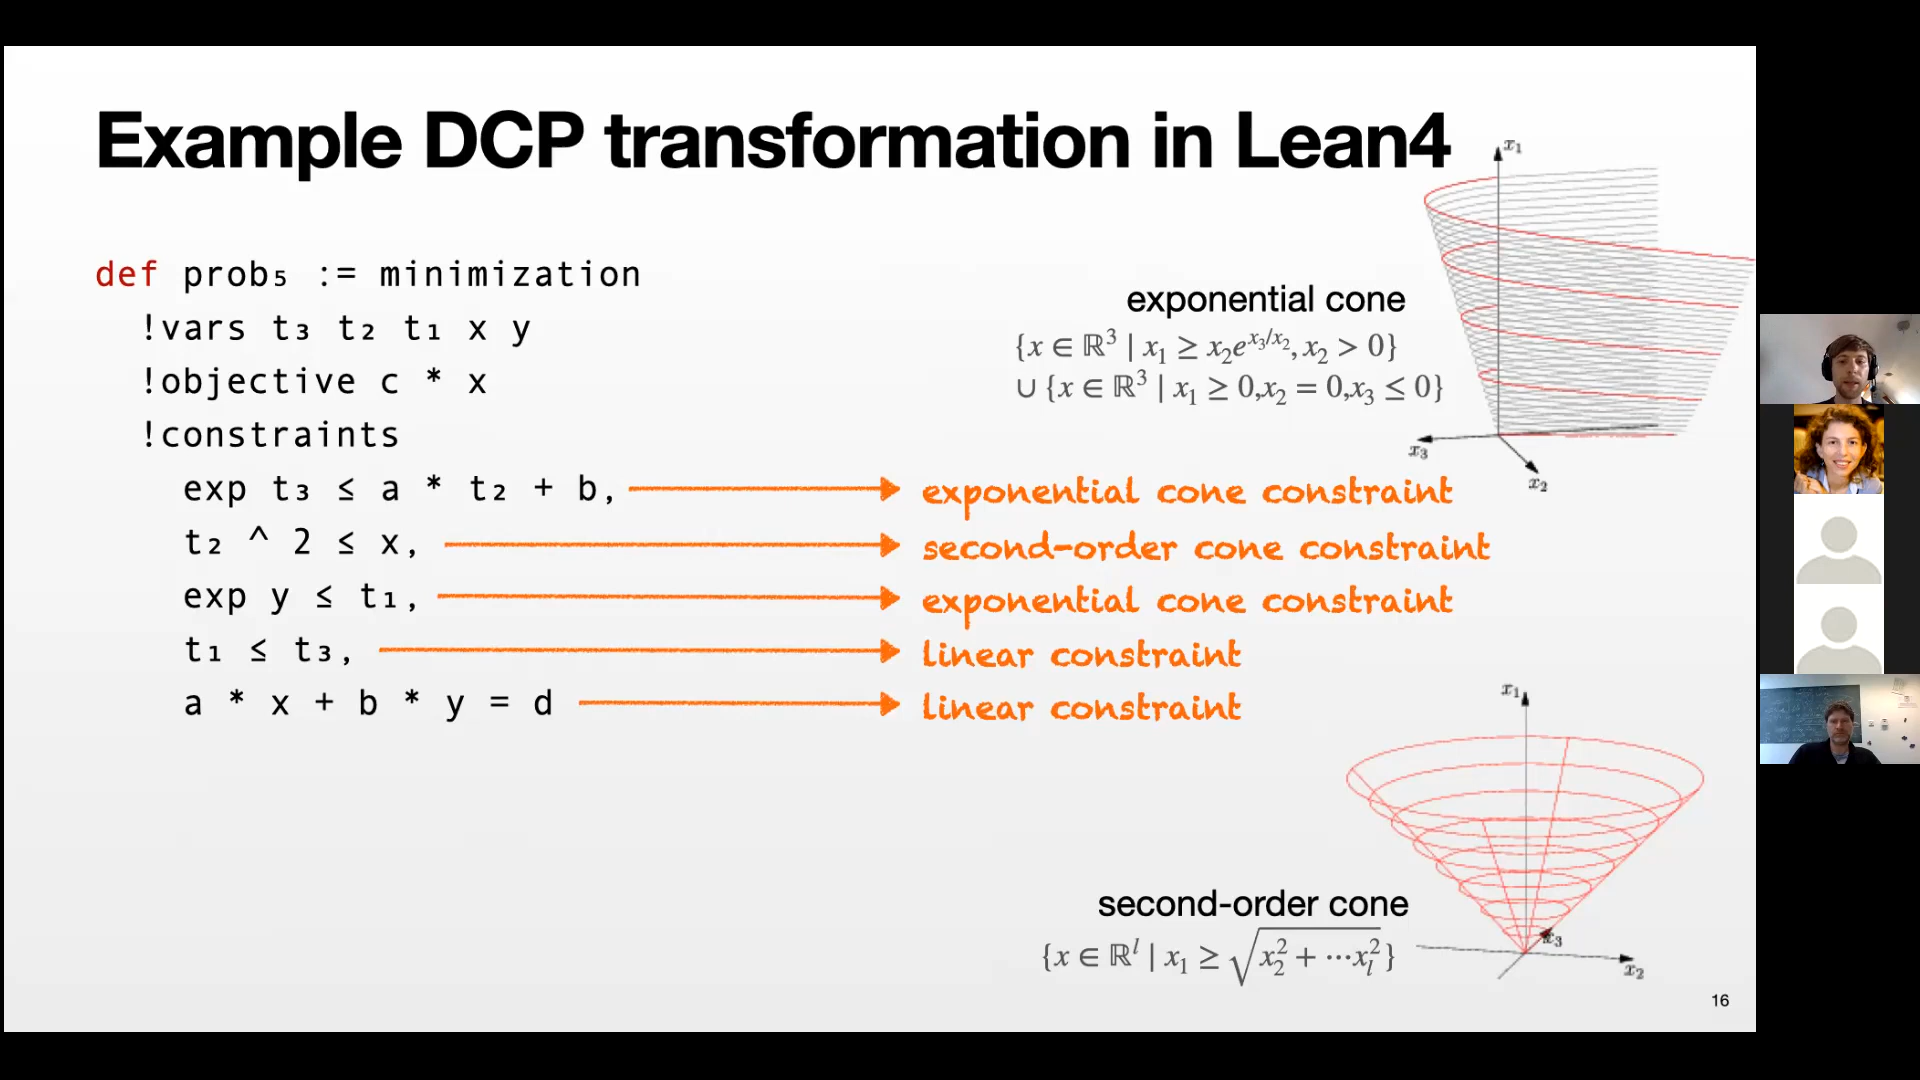 Example DCP transformation in Lean4
def prob₅ := minimization
!vars t₃ t₂ t₁ x y
!objective c * x
!constraints
exp t₃ ≤ a * t₂ + b,
exponential cone constraint
t₂ ^ 2 ≤ x,
second-order cone constraint
exp y ≤ t₁,
exponential cone constraint
t₁ ≤ t₃,
linear constraint
a * x + b * y = d
linear constraint
exponential cone
{x ∈ ℝ³ | x₁ ≥ x₂e^{x₃/x₂}, x₂ > 0}
∪ {x ∈ ℝ³ | x₁ ≥ 0,x₂ = 0,x₃ ≤ 0}
x₁
x₃
x₂
second-order cone
{x ∈ ℝˡ | x₁ ≥ √(x₂² + ···xₗ²)}
x₁
x₃
x₂
16